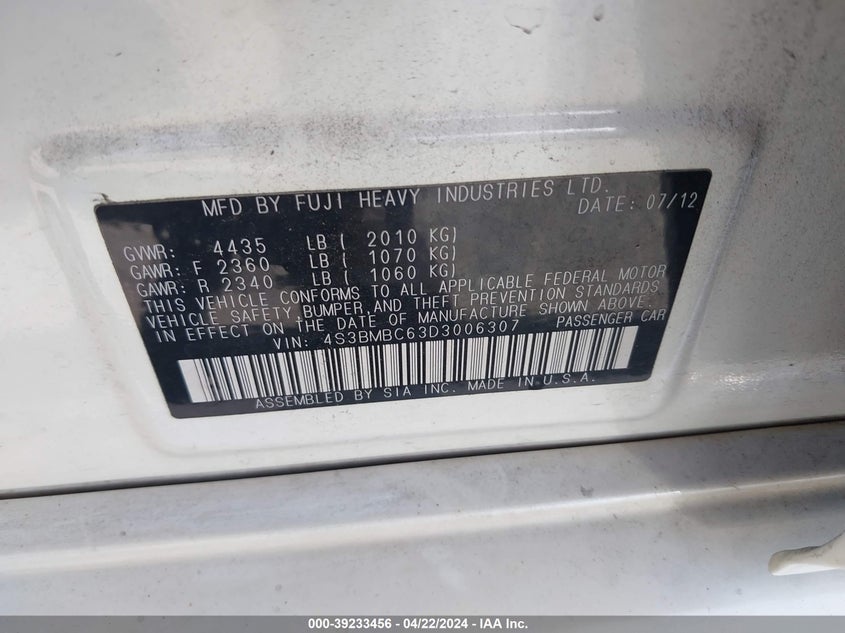 MFD BY FUJI HEAVY INDUSTRIES LTD.
DATE: 07/12
GVWR: 4435 LB ( 2010 KG)
GAWR: F 2360 LB ( 1070 KG)
GAWR: R 2340 LB ( 1060 KG)
THIS VEHICLE CONFORMS TO ALL APPLICABLE FEDERAL MOTOR
VEHICLE SAFETY,BUMPER,AND THEFT PREVENTION STANDARDS
IN EFFECT ON THE DATE OF MANUFACTURE SHOWN ABOVE.
VIN: 4S3BMBC63D3006307 PASSENGER CAR
ASSEMBLED BY SIA INC. MADE IN U.S.A.
000-39233456 - 04/22/2024 - IAA Inc.